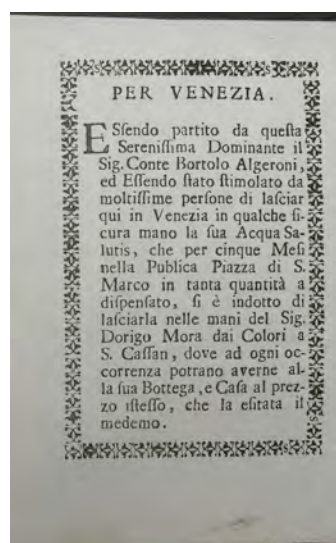 PER VENEZIA.
ESſendo partito da queſta
Sereniſſima Dominante il
Sig. Conte Bortolo Algeroni,
ed Eſſendo ſtato ſtimolato da
moltiſſime perſone di laſciar
qui in Venezia in qualche ſi-
cura mano la ſua Acqua Sa-
lutis, che per cinque Meſi
nella Publica Piazza di S.
Marco in tanta quantità a
diſpenſato, ſi è indotto di
laſciarla nelle mani del Sig.
Dorigo Mora dai Colori a
S. Caſſan, dove ad ogni oc-
correnza potrano averne al-
la ſua Bottega, e Caſa al prez-
zo iſteſſo, che la eſitata il
medemo.